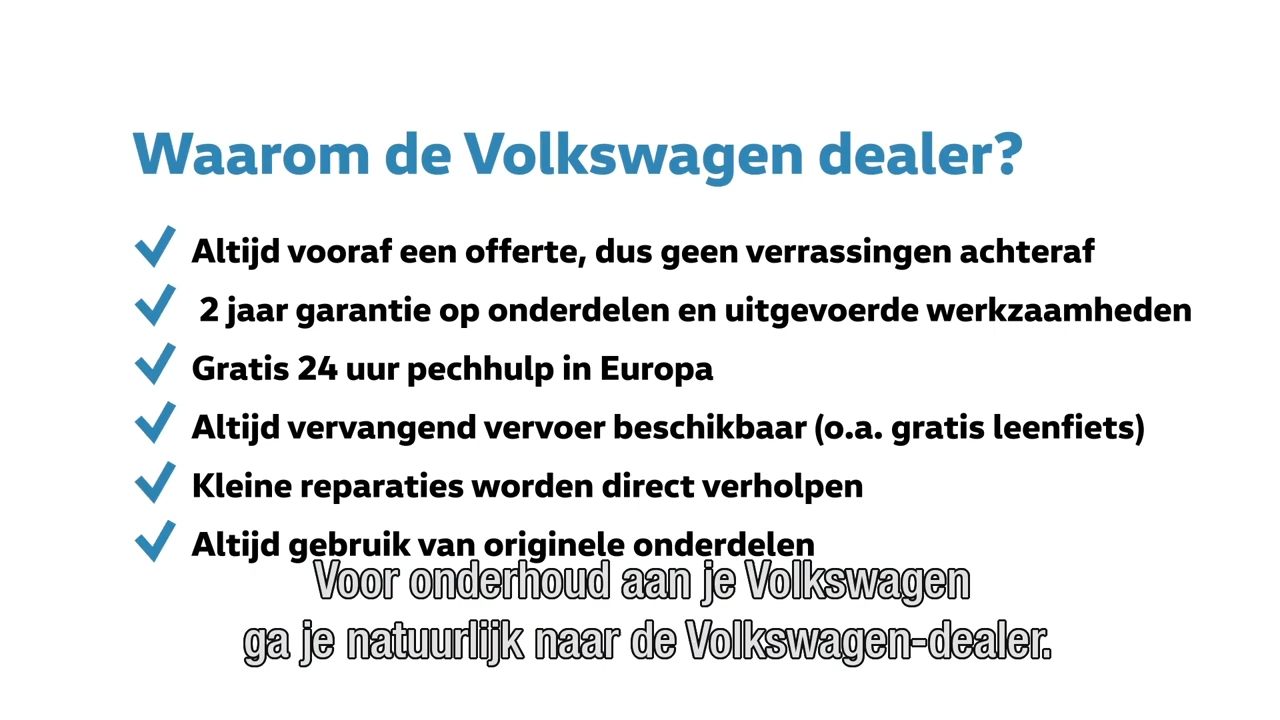 Waarom de Volkswagen dealer?
Altijd vooraf een offerte, dus geen verrassingen achteraf
2 jaar garantie op onderdelen en uitgevoerde werkzaamheden
Gratis 24 uur pechhulp in Europa
Altijd vervangend vervoer beschikbaar (o.a. gratis leenfiets)
Kleine reparaties worden direct verholpen
Altijd gebruik van originele onderdelen
Voor onderhoud aan je Volkswagen
ga je natuurlijk naar de Volkswagen-dealer.